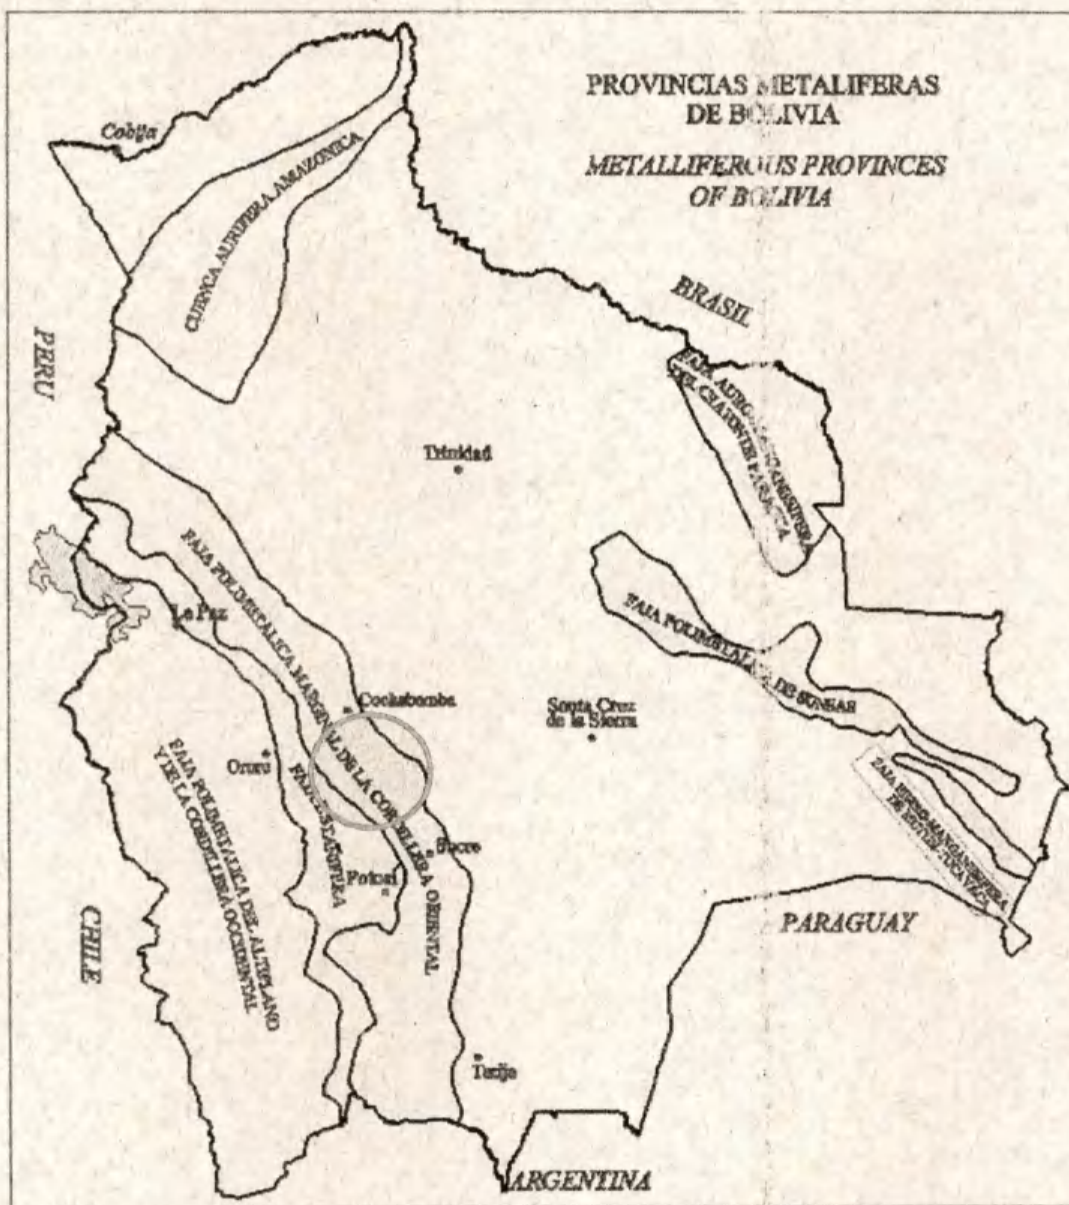 PROVINCIAS METALIFERAS
DE BOLIVIA
METALLIFEROUS PROVINCES
OF BOLIVIA
Cobija
CUENCA AURIFERA AMAZONICA
BRASIL
PERU
Trinidad
FAJA POLIMETALICA MARGINAL DE LA CORDILLERA ORIENTAL
La Paz
FAJA POLIMETALICA DE SUNSAS
Cochabamba
Santa Cruz
de la Sierra
Oruro
FAJA ESTAÑIFERA
FAJA POLIMETALICA DEL ALTIPLANO
Y DE LA CORDILLERA OCCIDENTAL
Sucre
Potosi
PARAGUAY
CHILE
Tarija
ARGENTINA